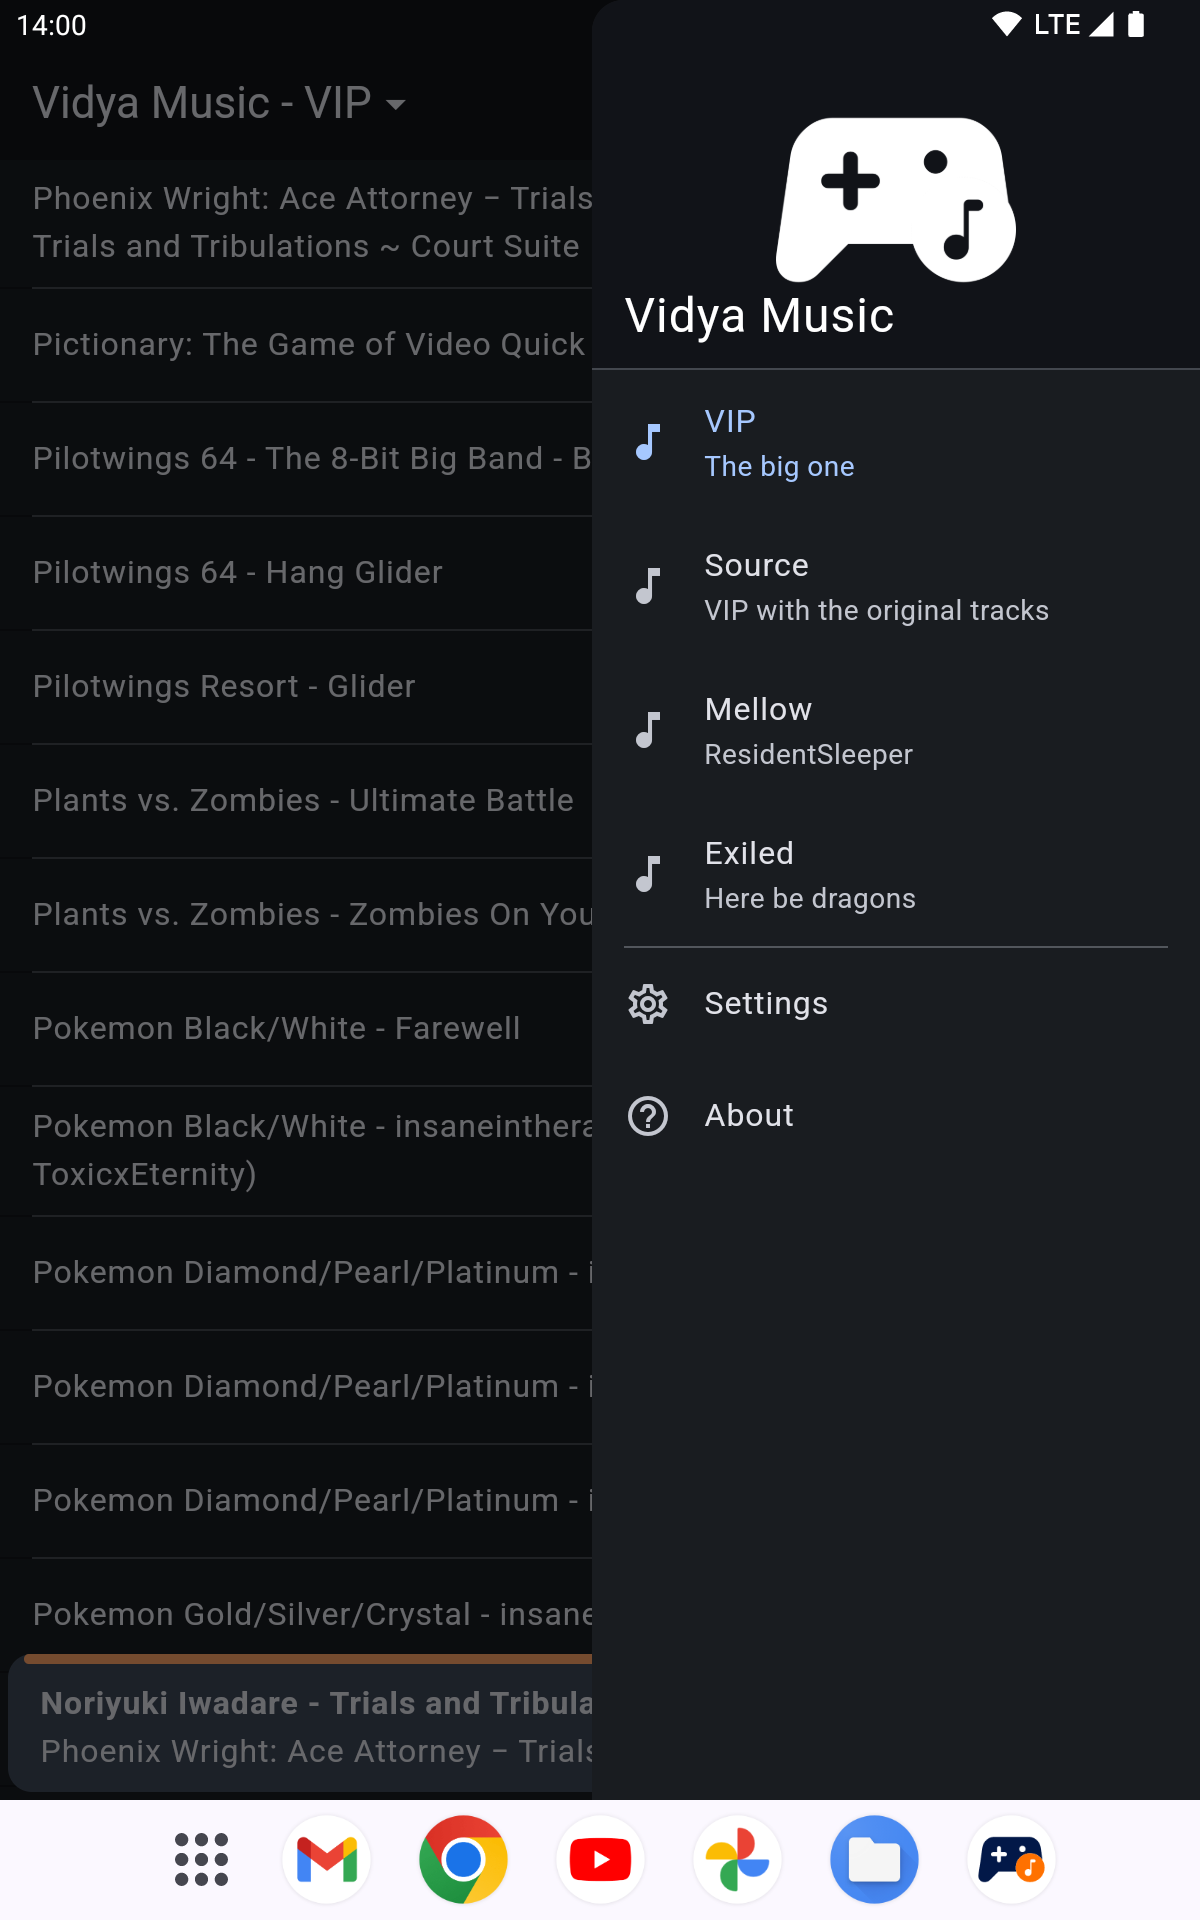 14:00
LTE
Vidya Music - VIP
Phoenix Wright: Ace Attorney – Trials
Trials and Tribulations ~ Court Suite
Pictionary: The Game of Video Quick
Pilotwings 64 - The 8-Bit Big Band - B
Pilotwings 64 - Hang Glider
Pilotwings Resort - Glider
Plants vs. Zombies - Ultimate Battle
Plants vs. Zombies - Zombies On You
Pokemon Black/White - Farewell
Pokemon Black/White - insaneinthera
ToxicxEternity)
Pokemon Diamond/Pearl/Platinum - i
Pokemon Diamond/Pearl/Platinum - i
Pokemon Diamond/Pearl/Platinum - i
Pokemon Gold/Silver/Crystal - insane
Noriyuki Iwadare - Trials and Tribula
Phoenix Wright: Ace Attorney – Trials
Vidya Music
VIP
The big one
Source
VIP with the original tracks
Mellow
ResidentSleeper
Exiled
Here be dragons
Settings
About